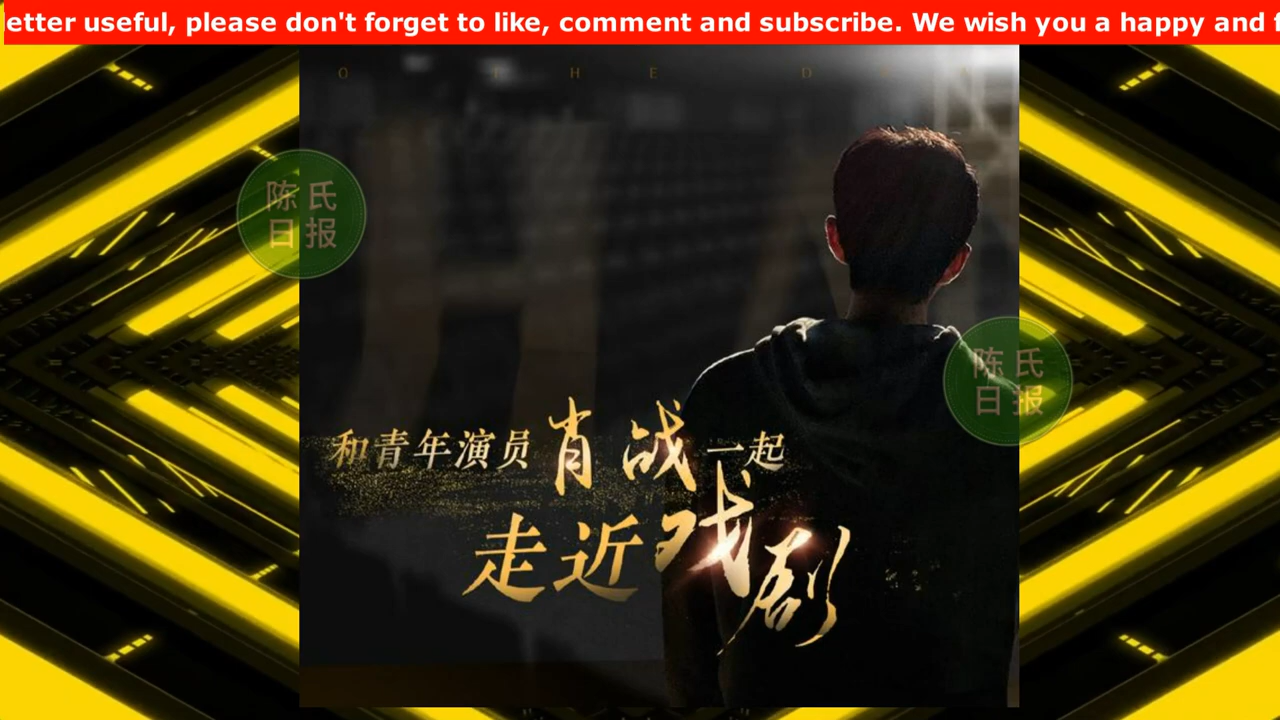 etter useful, please don't forget to like, comment and subscribe. We wish you a happy and
陈氏
日报
和青年演员肖战一起
走近戏剧
陈氏
日报